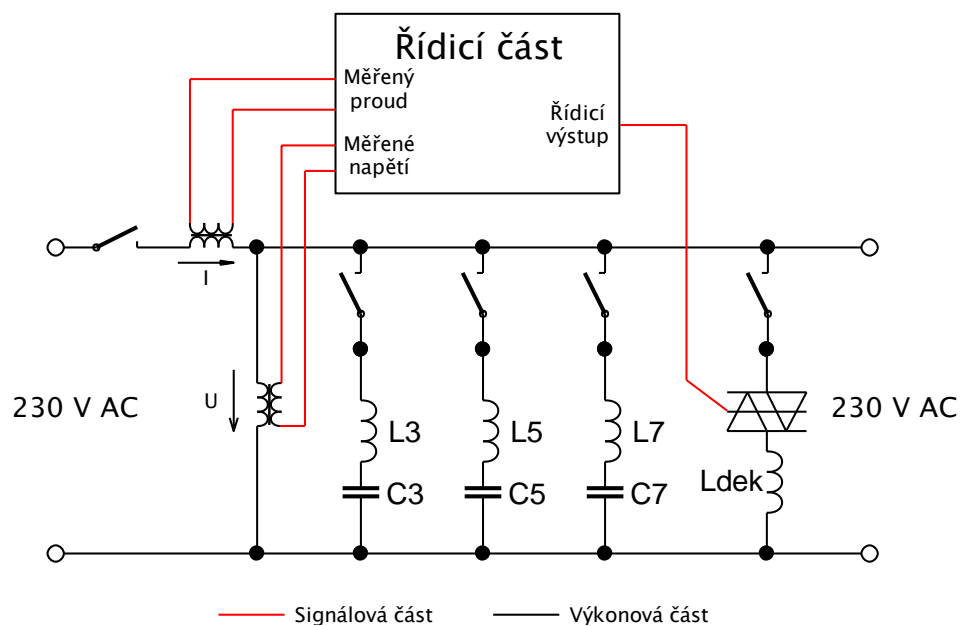 Řídicí část
Měřený
proud
Řídicí
výstup
Měřené
napětí
I
U
230 V AC
L3
C3
L5
C5
L7
C7
Ldek
230 V AC
Signálová část
Výkonová část